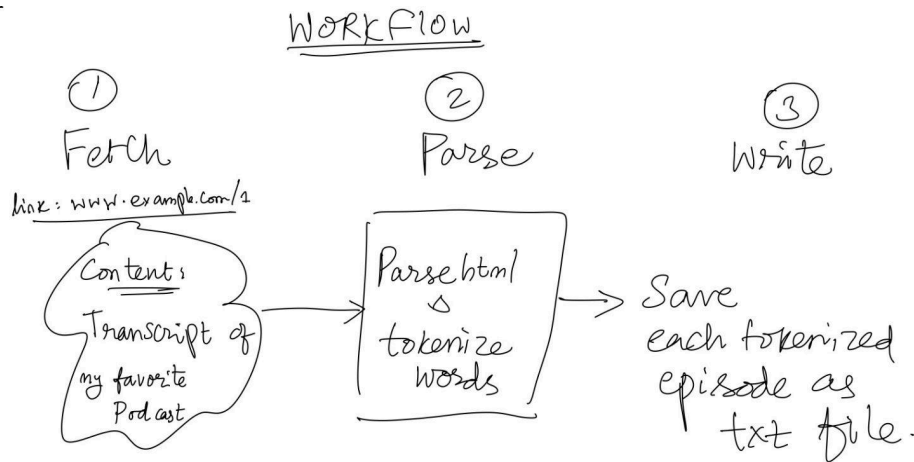 WORKFlow
1
Fetch
link: www.example.com/1
Content:
Transcript of
my favorite
Podcast
2
Parse
Parse html
&
tokenize
words
3
Write
Save
each tokenized
episode as
txt file.